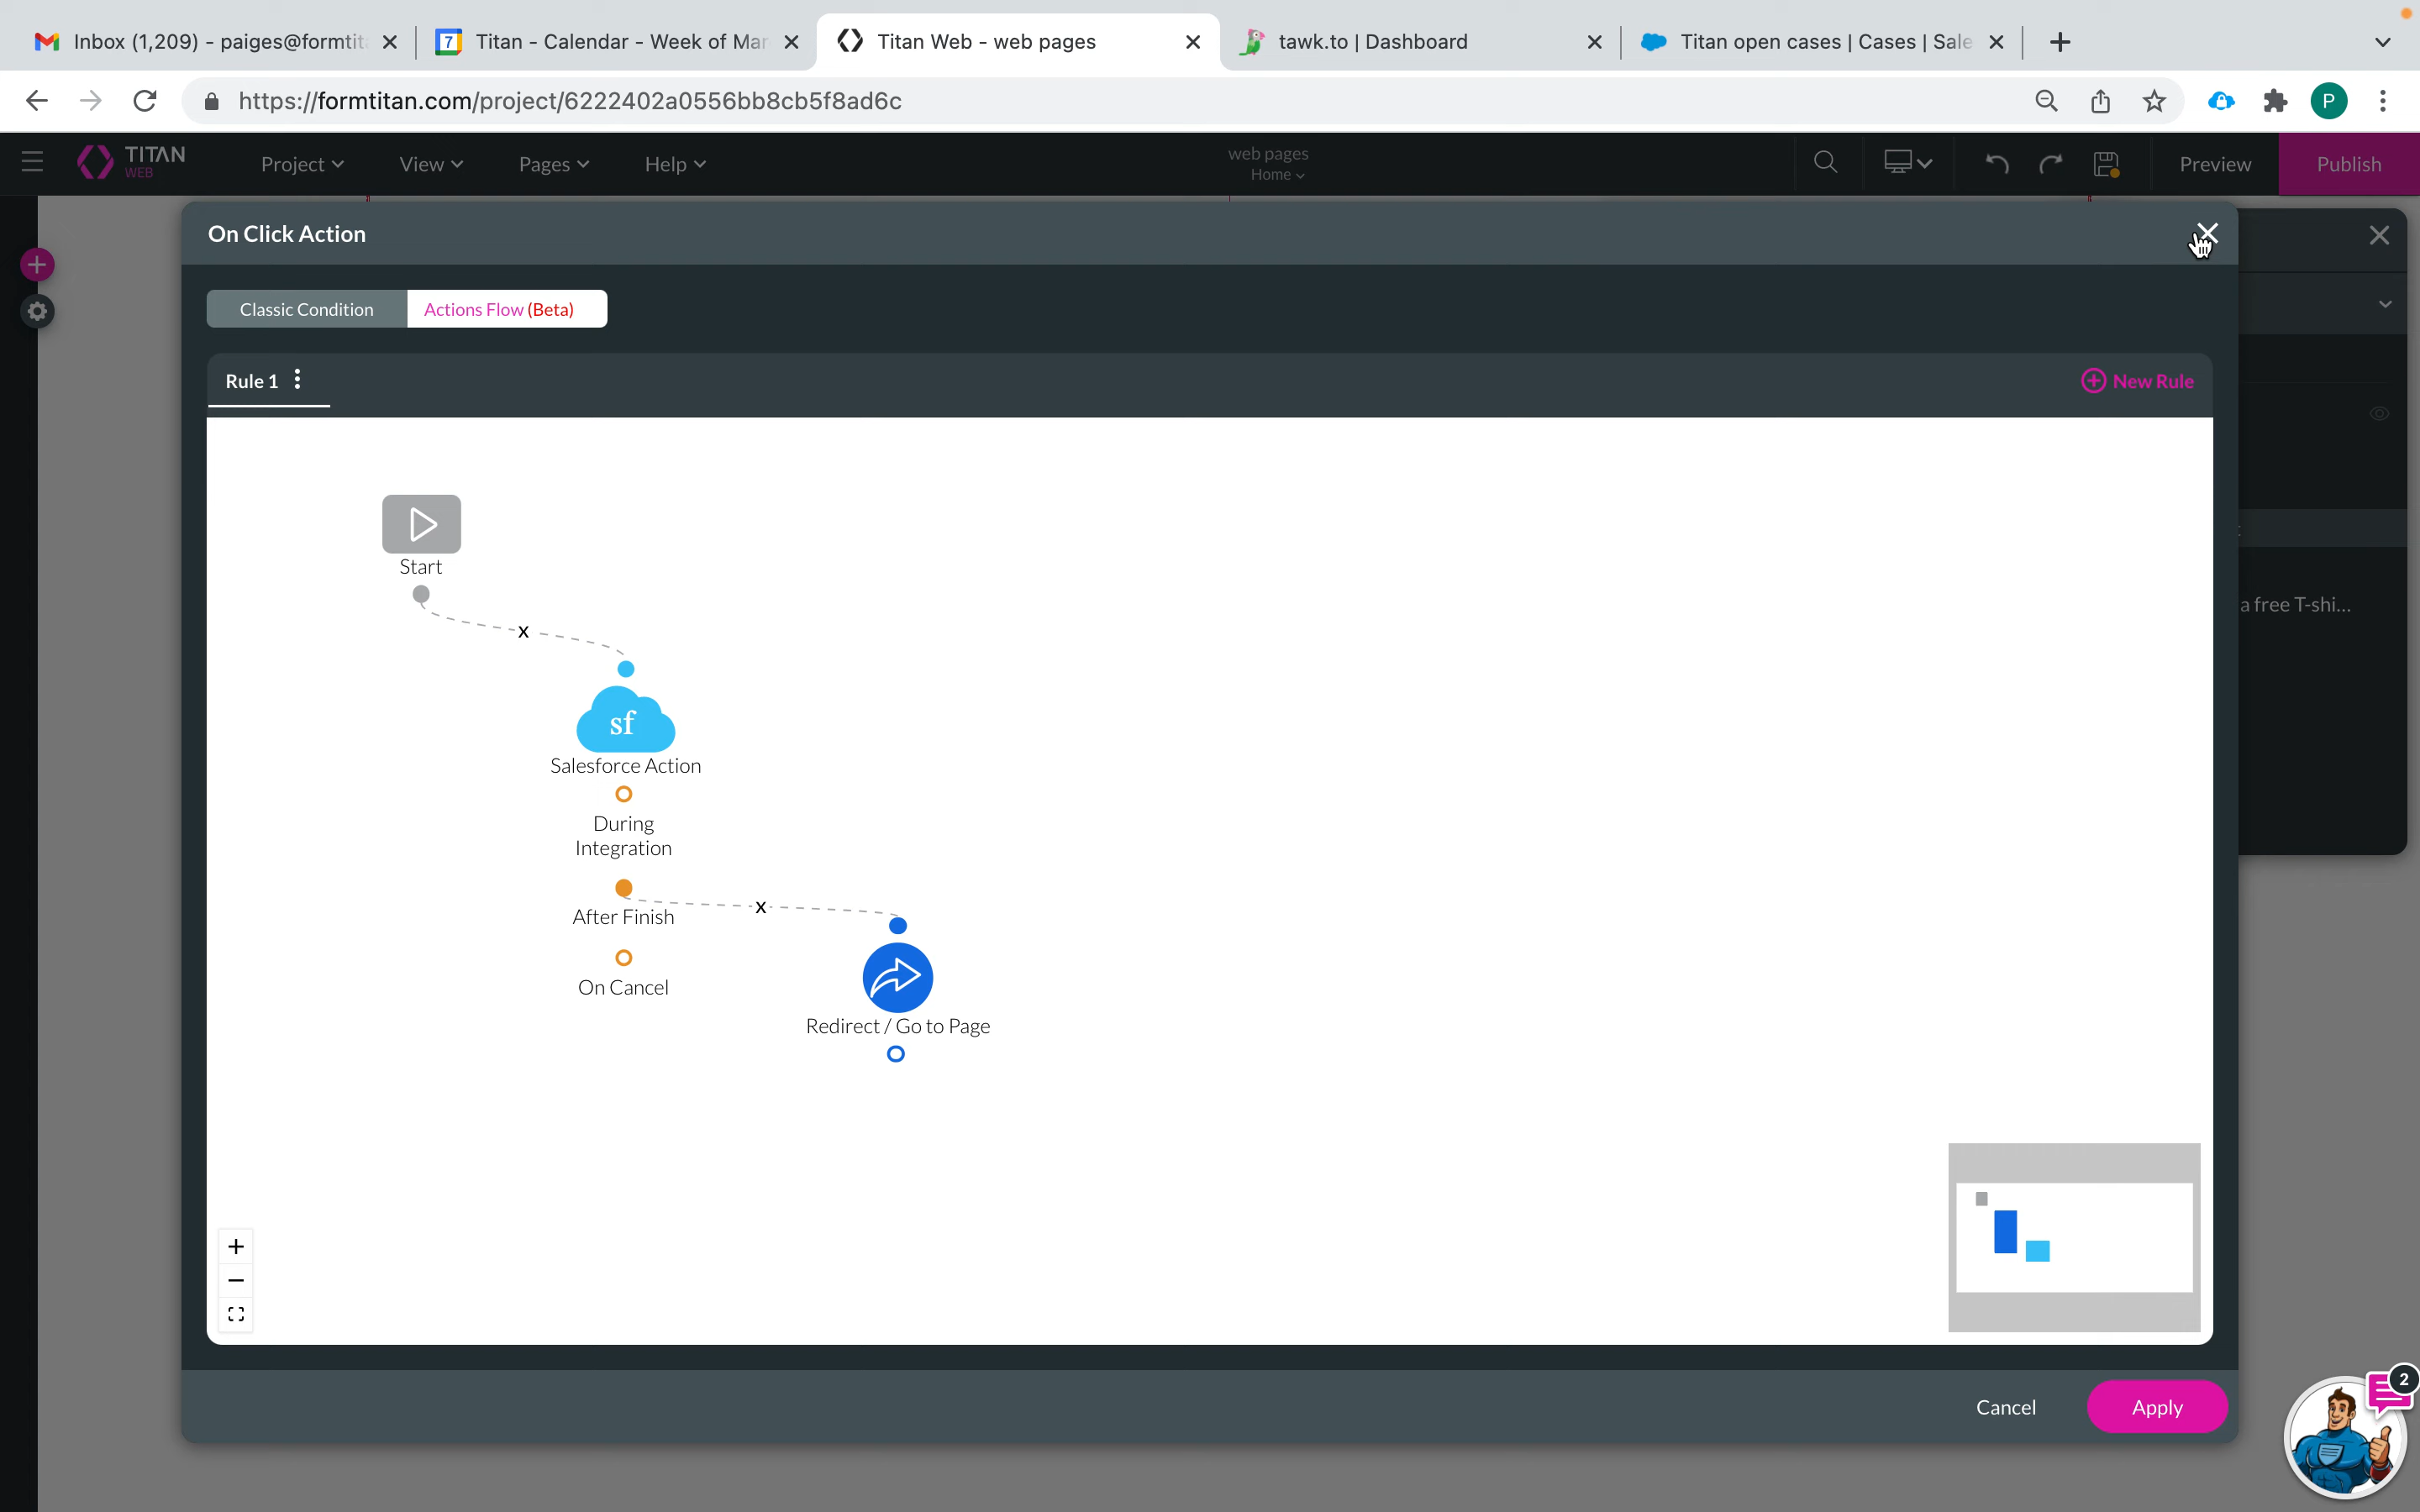 Inbox (1,209) - paiges@formtit
7
Titan - Calendar - Week of Mar
Titan Web - web pages
tawk.to | Dashboard
Titan open cases | Cases | Sale
https://formtitan.com/project/6222402a0556bb8cb5f8ad6c
P
TITAN
WEB
Project
View
Pages
Help
web pages
Home
Preview
Publish
On Click Action
Classic Condition
Actions Flow (Beta)
Rule 1
New Rule
Start
x
sf
Salesforce Action
During
Integration
After Finish
x
On Cancel
Redirect / Go to Page
a free T-shi...
Cancel
Apply
2